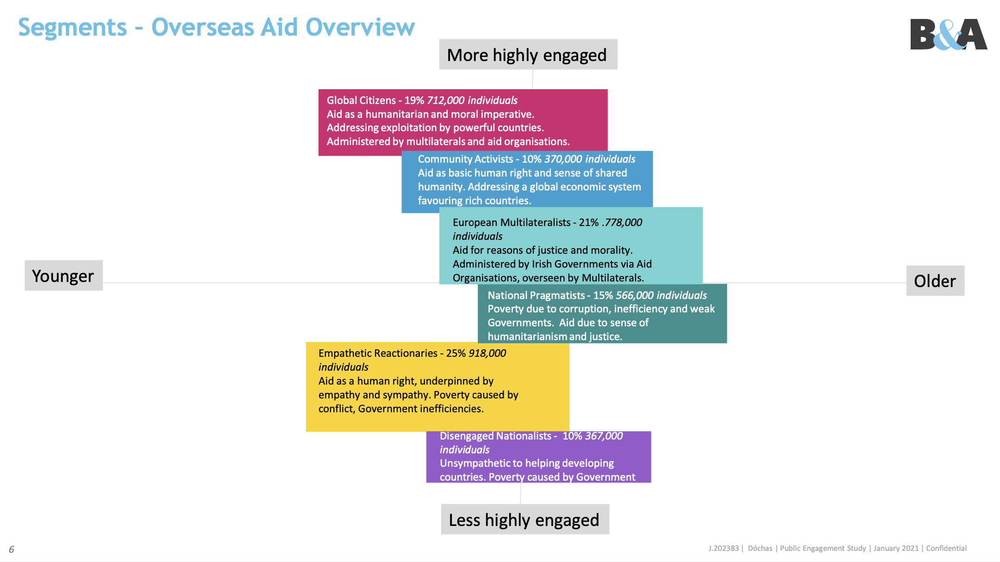 Segments - Overseas Aid Overview
B&A
More highly engaged
Global Citizens - 19% 712,000 individuals
Aid as a humanitarian and moral imperative.
Addressing exploitation by powerful countries.
Administered by multilaterals and aid organisations.
Community Activists - 10% 370,000 individuals
Aid as basic human right and sense of shared
humanity. Addressing a global economic system
favouring rich countries.
European Multilateralists - 21% .778,000
individuals
Aid for reasons of justice and morality.
Administered by Irish Governments via Aid
Organisations, overseen by Multilaterals.
Younger
Older
National Pragmatists - 15% 566,000 individuals
Poverty due to corruption, inefficiency and weak
Governments.  Aid due to sense of
humanitarianism and justice.
Empathetic Reactionaries - 25% 918,000
individuals
Aid as a human right, underpinned by
empathy and sympathy. Poverty caused by
conflict, Government inefficiencies.
Disengaged Nationalists -  10% 367,000
individuals
Unsympathetic to helping developing
countries. Poverty caused by Government
Less highly engaged
6
J.202383 |  Dóchas | Public Engagement Study | January 2021 | Confidential